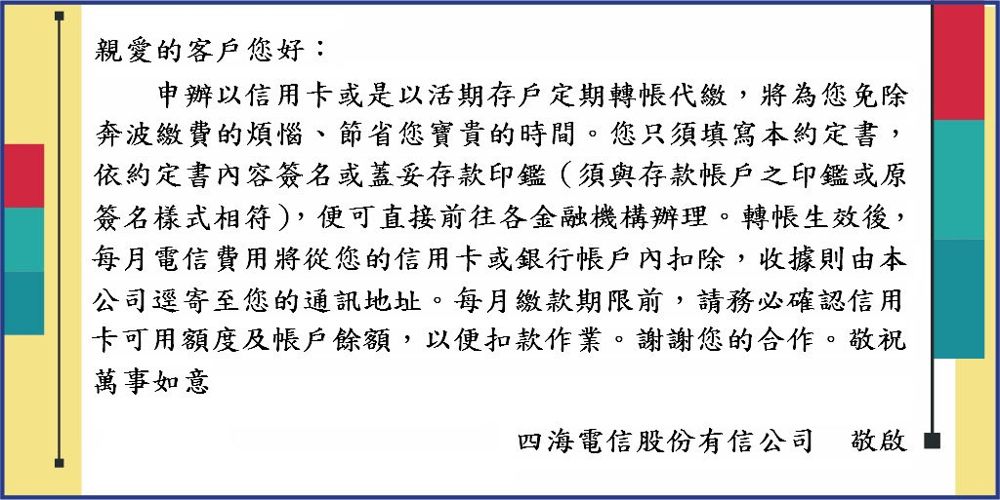 親愛的客戶您好：
申辦以信用卡或是以活期存戶定期轉帳代繳，將為您免除
奔波繳費的煩惱、節省您寶貴的時間。您只須填寫本約定書，
依約定書內容簽名或蓋妥存款印鑑（須與存款帳戶之印鑑或原
簽名樣式相符），便可直接前往各金融機構辦理。轉帳生效後，
每月電信費用將從您的信用卡或銀行帳戶內扣除，收據則由本
公司逕寄至您的通訊地址。每月繳款期限前，請務必確認信用
卡可用額度及帳戶餘額，以便扣款作業。謝謝您的合作。敬祝
萬事如意
四海電信股份有信公司　敬啟